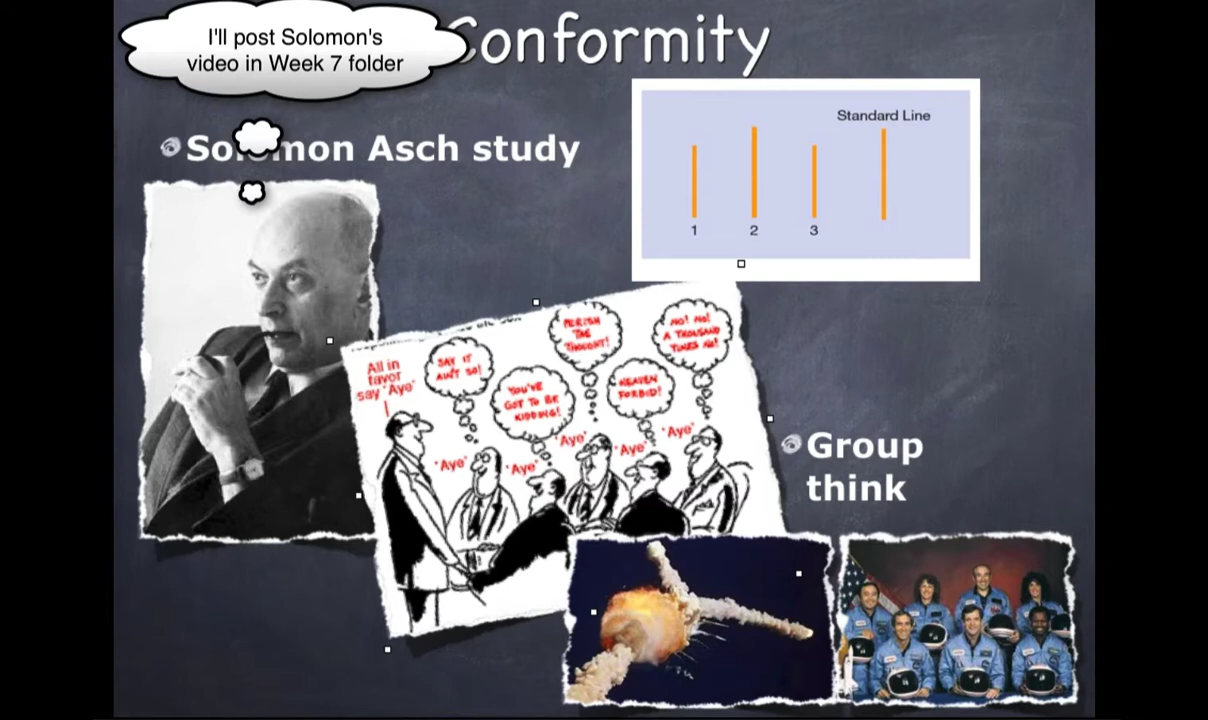 I'll post Solomon's
video in Week 7 folder
Conformity
Solomon Asch study
Standard Line
1 2 3
All in
favor
say 'Aye'
SAY IT
AIN'T SO!
YOU'VE
GOT TO BE
KIDDING!
PERISH
THE
THOUGHT!
HEAVEN
FORBID!
NO! NO!
A THOUSAND
TIMES NO!
'Aye'
'Aye'
'Aye'
'Aye'
'Aye'
Group
think